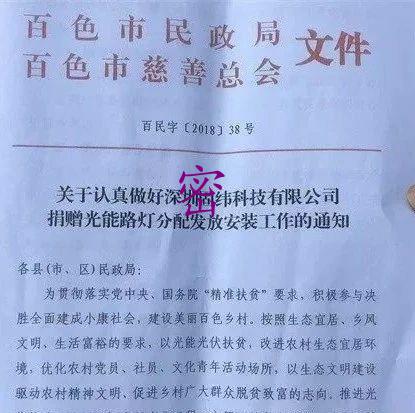 百色市民政局
百色市慈善总会
文件
百民字〔2018〕38号
密
关于认真做好深圳尚纬科技有限公司
捐赠光能路灯分配发放安装工作的通知
各县(市、区)民政局:
为贯彻落实党中央、国务院"精准扶贫"要求,积极参与决
胜全面建成小康社会,建设美丽百色乡村。按照生态宜居、乡风
文明、生活富裕的要求,以光能光伏扶贫,改进农村生态宜居环
境,优化农村党员、社员、文化青年活动场所,以生态文明建设
驱动农村精神文明、促进乡村广大群众脱贫致富的志向。推进光